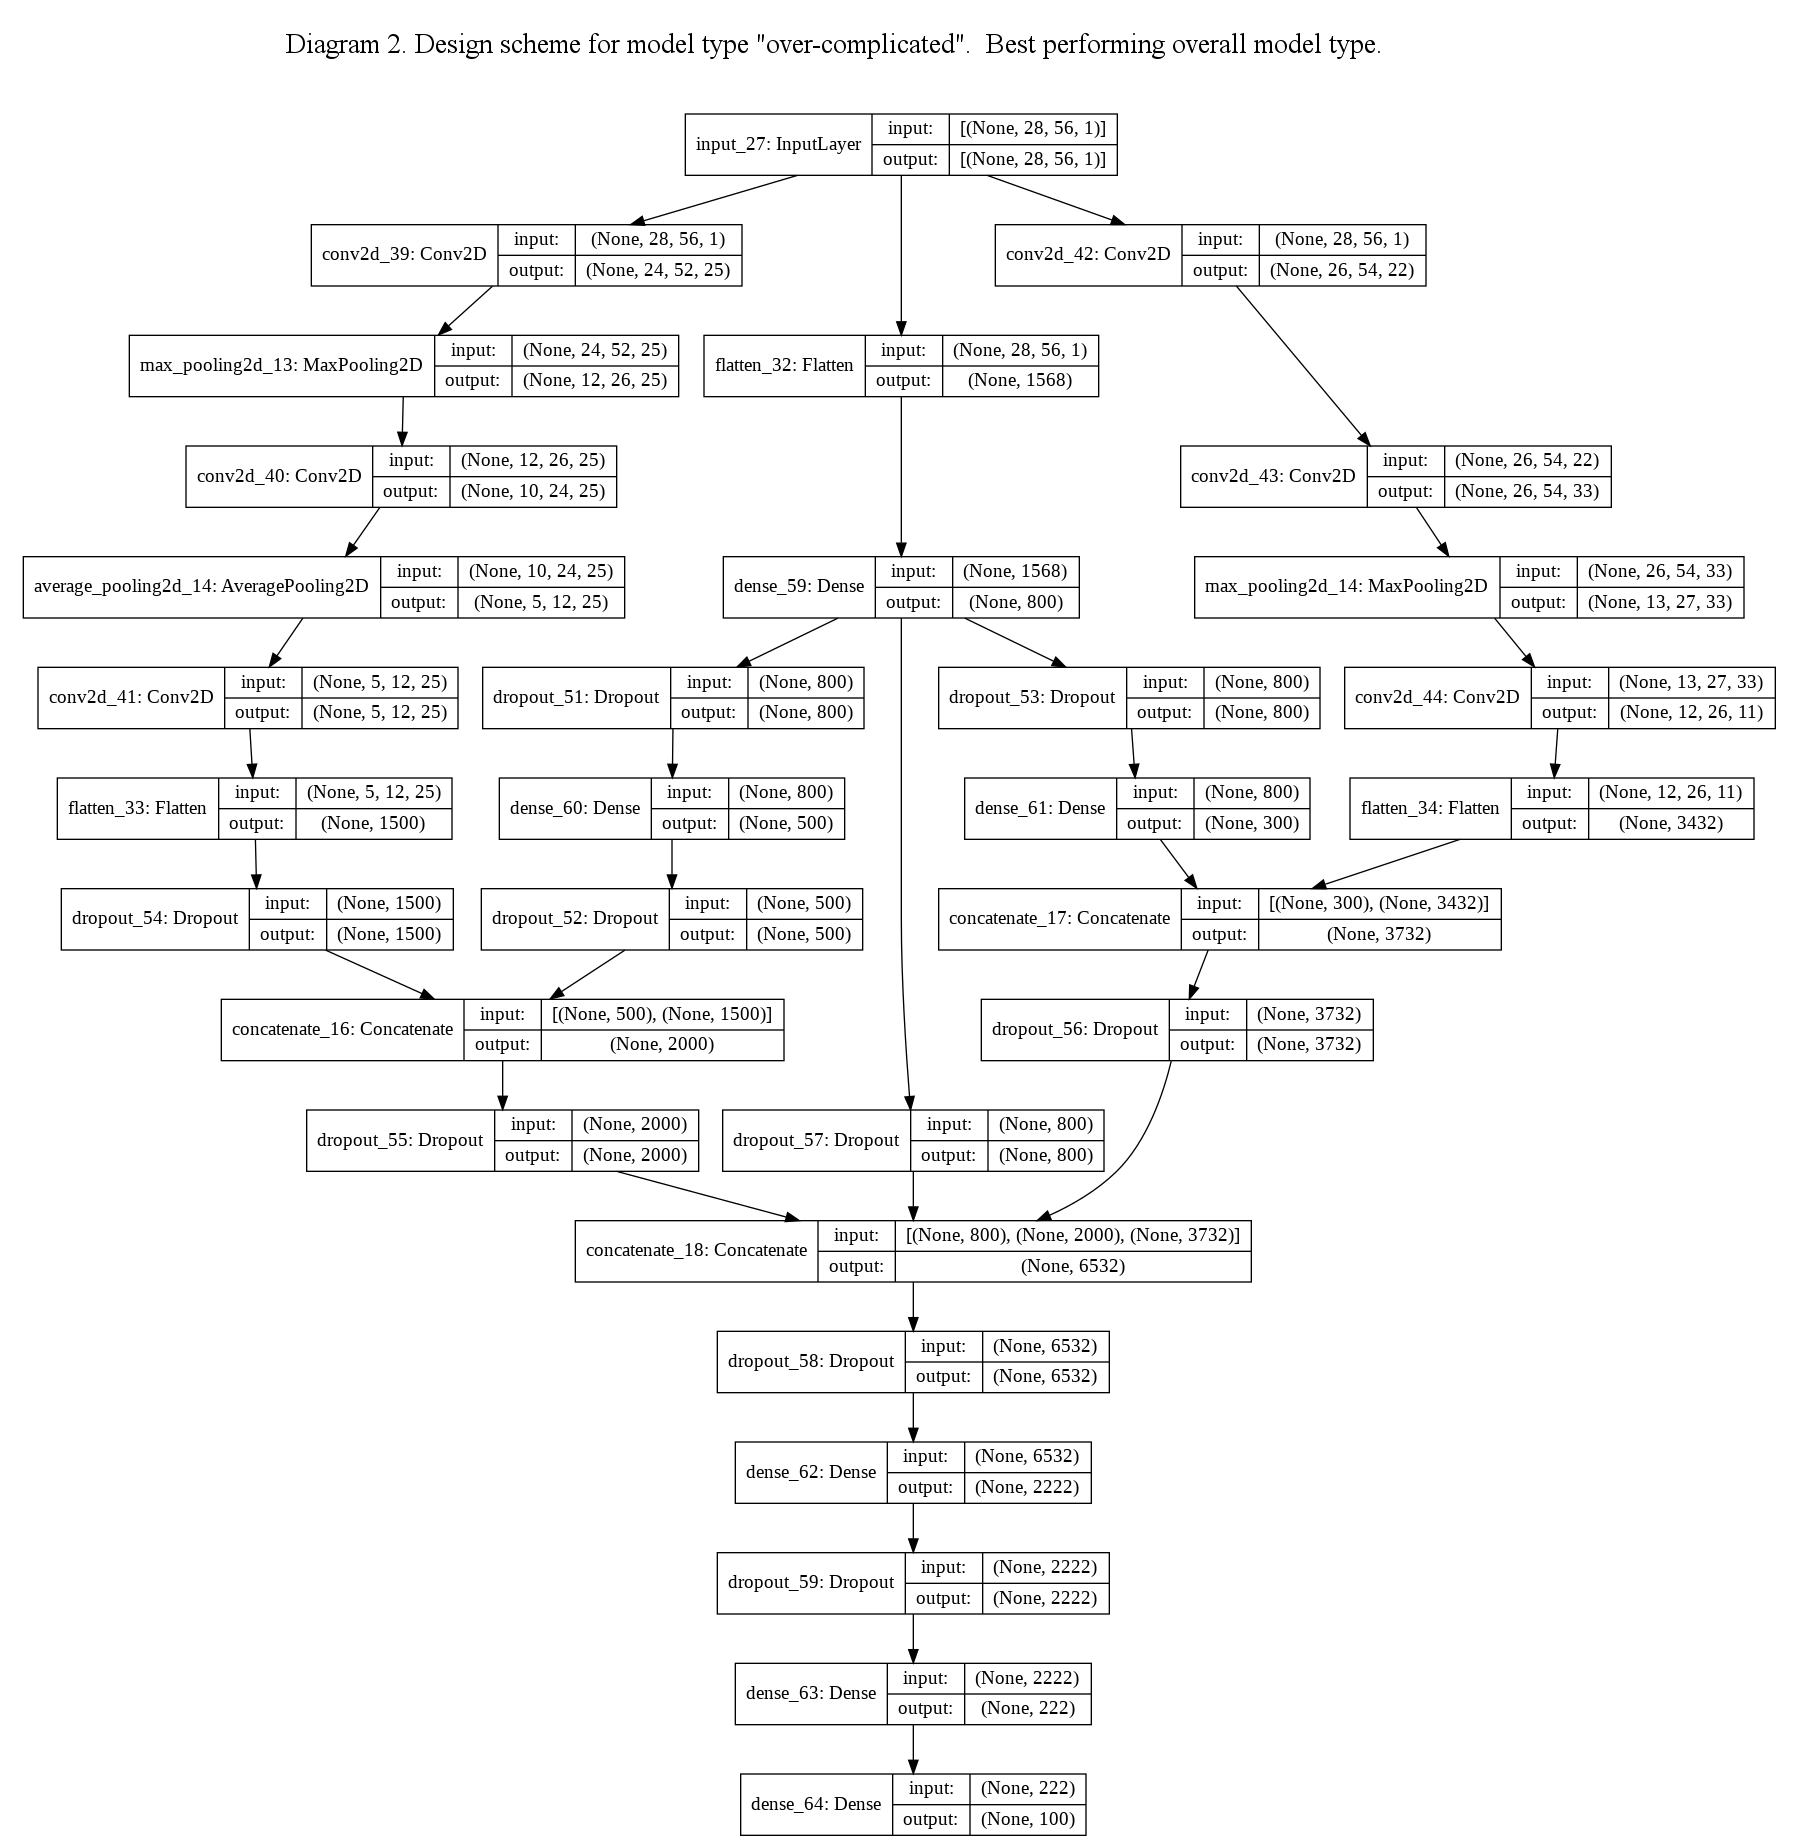 Diagram 2. Design scheme for model type "over-complicated".  Best performing overall model type.
input_27: InputLayer
input: [(None, 28, 56, 1)]
output: [(None, 28, 56, 1)]
conv2d_39: Conv2D
input: (None, 28, 56, 1)
output: (None, 24, 52, 25)
conv2d_42: Conv2D
input: (None, 28, 56, 1)
output: (None, 26, 54, 22)
max_pooling2d_13: MaxPooling2D
input: (None, 24, 52, 25)
output: (None, 12, 26, 25)
flatten_32: Flatten
input: (None, 28, 56, 1)
output: (None, 1568)
conv2d_40: Conv2D
input: (None, 12, 26, 25)
output: (None, 10, 24, 25)
conv2d_43: Conv2D
input: (None, 26, 54, 22)
output: (None, 26, 54, 33)
average_pooling2d_14: AveragePooling2D
input: (None, 10, 24, 25)
output: (None, 5, 12, 25)
dense_59: Dense
input: (None, 1568)
output: (None, 800)
max_pooling2d_14: MaxPooling2D
input: (None, 26, 54, 33)
output: (None, 13, 27, 33)
conv2d_41: Conv2D
input: (None, 5, 12, 25)
output: (None, 5, 12, 25)
dropout_51: Dropout
input: (None, 800)
output: (None, 800)
dropout_53: Dropout
input: (None, 800)
output: (None, 800)
conv2d_44: Conv2D
input: (None, 13, 27, 33)
output: (None, 12, 26, 11)
flatten_33: Flatten
input: (None, 5, 12, 25)
output: (None, 1500)
dense_60: Dense
input: (None, 800)
output: (None, 500)
dense_61: Dense
input: (None, 800)
output: (None, 300)
flatten_34: Flatten
input: (None, 12, 26, 11)
output: (None, 3432)
dropout_54: Dropout
input: (None, 1500)
output: (None, 1500)
dropout_52: Dropout
input: (None, 500)
output: (None, 500)
concatenate_17: Concatenate
input: [(None, 300), (None, 3432)]
output: (None, 3732)
concatenate_16: Concatenate
input: [(None, 500), (None, 1500)]
output: (None, 2000)
dropout_56: Dropout
input: (None, 3732)
output: (None, 3732)
dropout_55: Dropout
input: (None, 2000)
output: (None, 2000)
dropout_57: Dropout
input: (None, 800)
output: (None, 800)
concatenate_18: Concatenate
input: [(None, 800), (None, 2000), (None, 3732)]
output: (None, 6532)
dropout_58: Dropout
input: (None, 6532)
output: (None, 6532)
dense_62: Dense
input: (None, 6532)
output: (None, 2222)
dropout_59: Dropout
input: (None, 2222)
output: (None, 2222)
dense_63: Dense
input: (None, 2222)
output: (None, 222)
dense_64: Dense
input: (None, 222)
output: (None, 100)